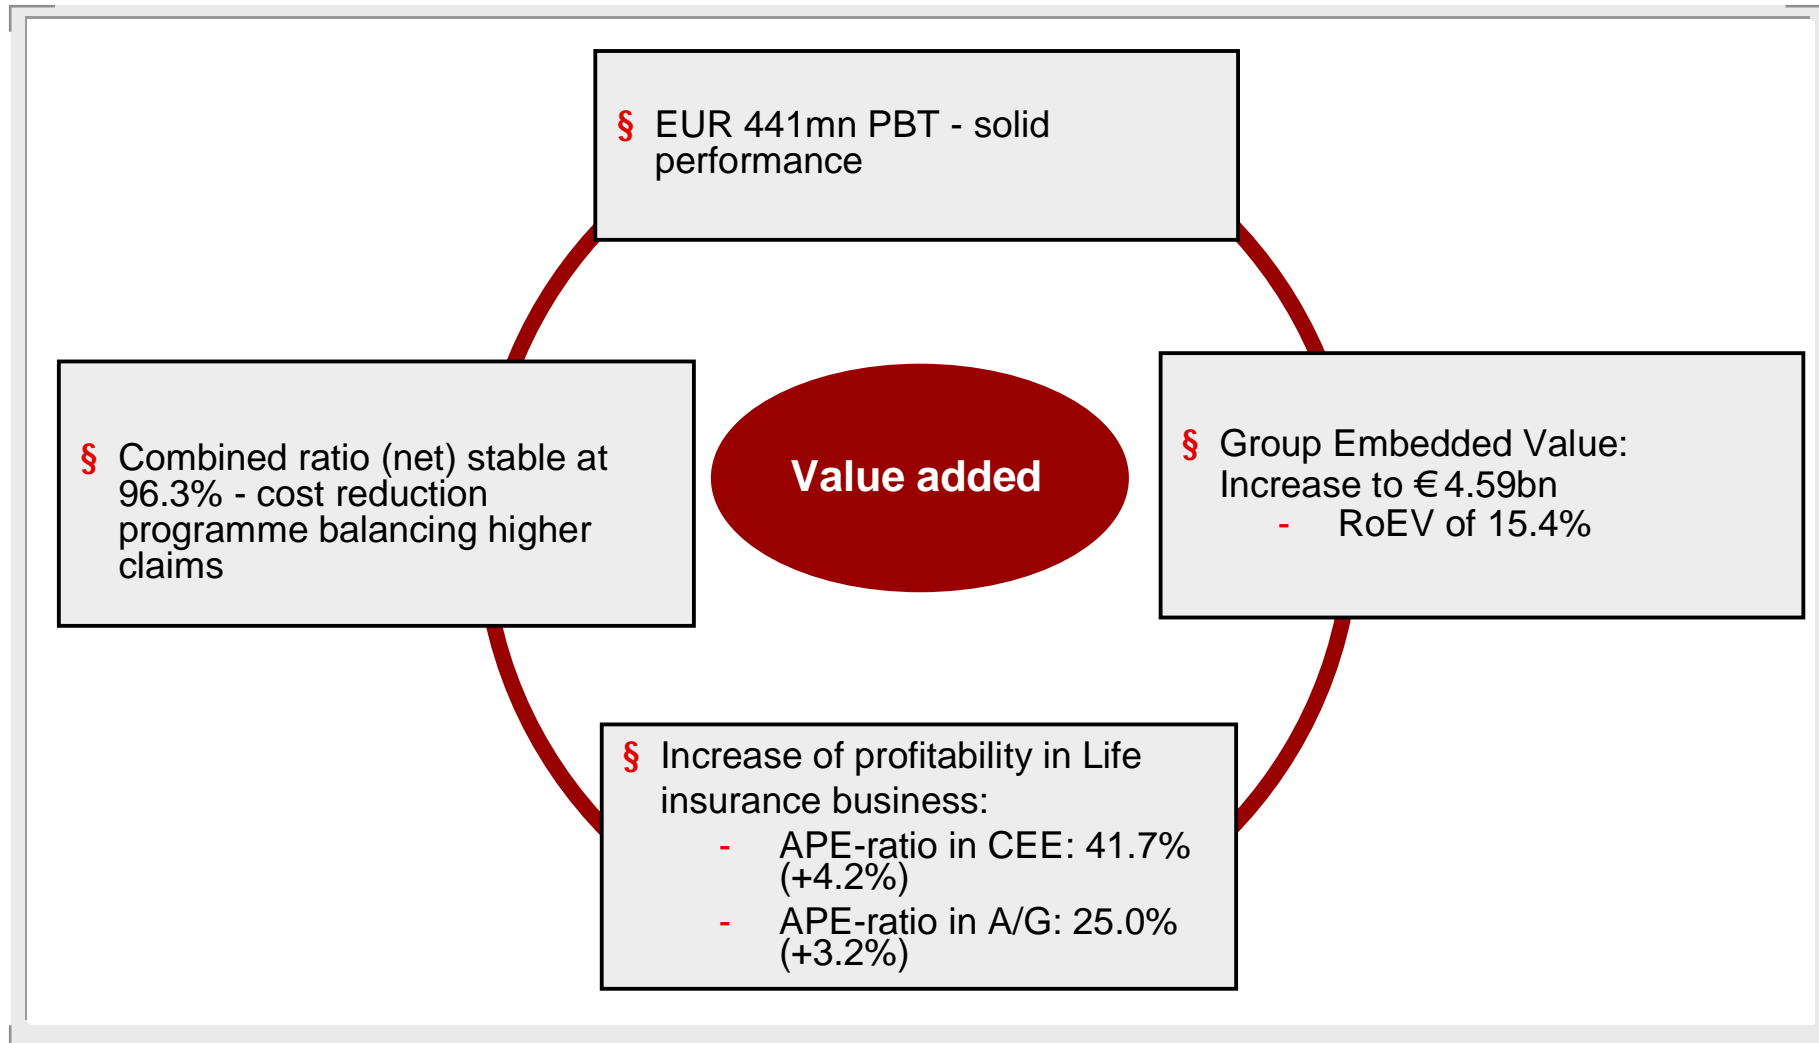 § EUR 441mn PBT - solid
performance
§ Combined ratio (net) stable at
96.3% - cost reduction
programme balancing higher
claims
Value added
§ Group Embedded Value:
Increase to €4.59bn
- RoEV of 15.4%
§ Increase of profitability in Life
insurance business:
- APE-ratio in CEE: 41.7%
(+4.2%)
- APE-ratio in A/G: 25.0%
(+3.2%)